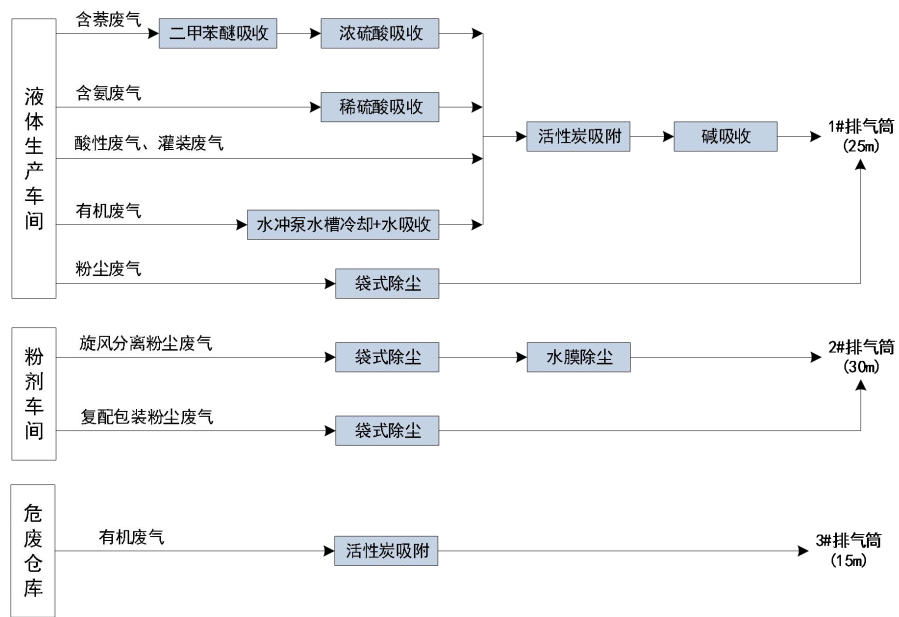 液体生产车间
含萘废气
二甲苯醚吸收
浓硫酸吸收
含氨废气
稀硫酸吸收
酸性废气、灌装废气
活性炭吸附
碱吸收
1#排气筒
(25m)
有机废气
水冲泵水槽冷却+水吸收
粉尘废气
袋式除尘
粉剂车间
旋风分离粉尘废气
袋式除尘
水膜除尘
2#排气筒
(30m)
复配包装粉尘废气
袋式除尘
危废仓库
有机废气
活性炭吸附
3#排气筒
(15m)